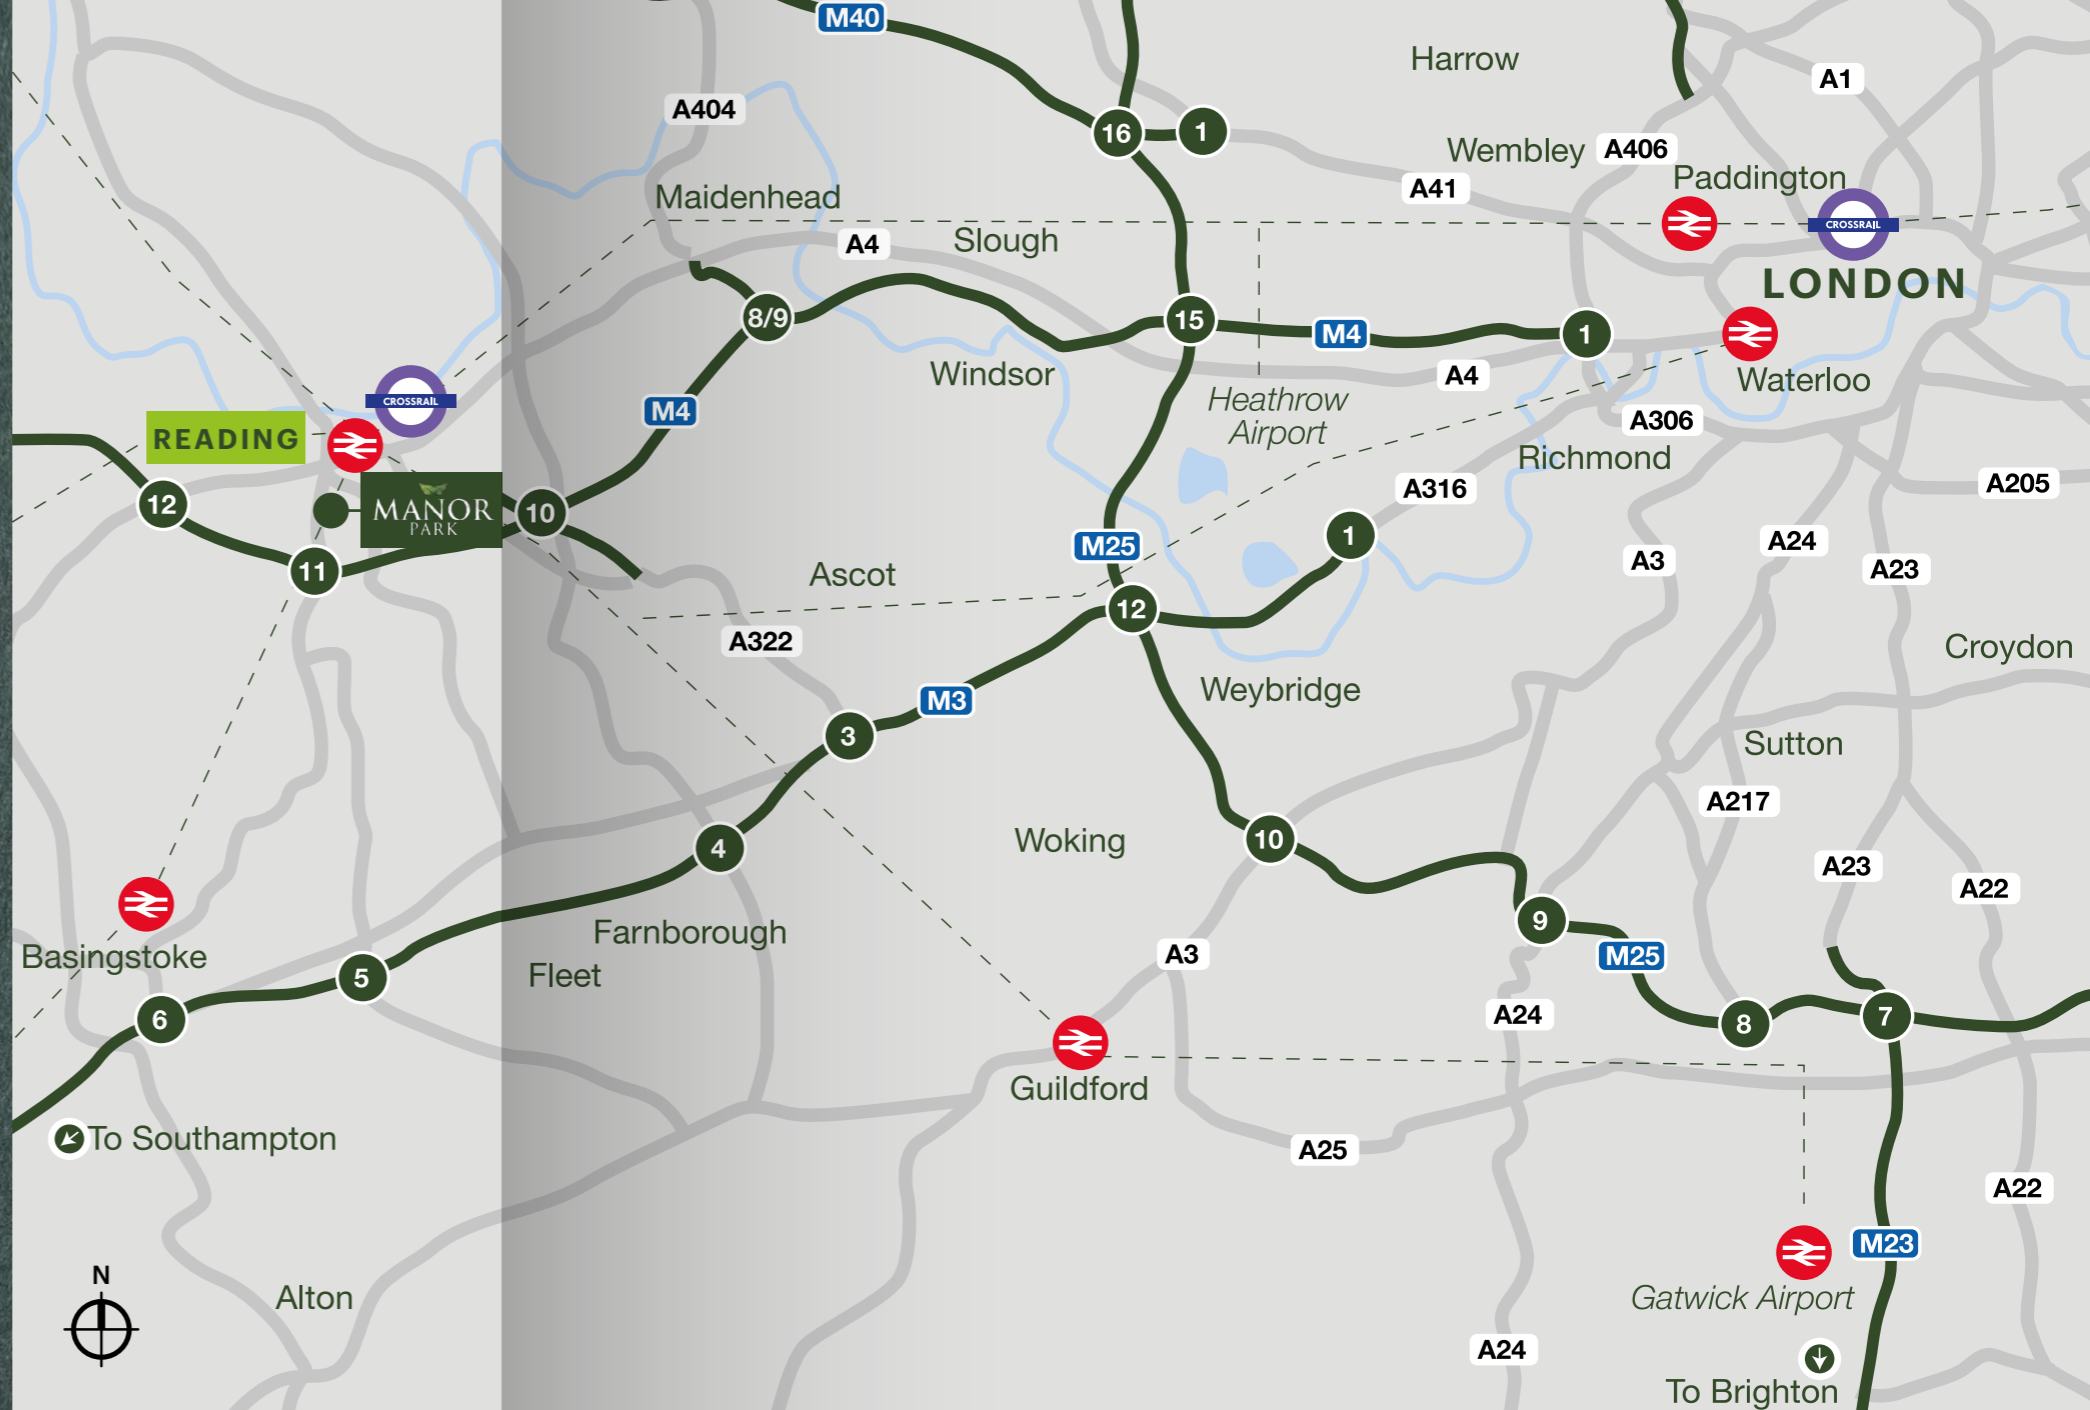 M40
Harrow
A1
A404
16
1
Wembley
A406
Paddington
A41
Maidenhead
CROSSRAIL
A4
Slough
LONDON
8/9
15
M4
1
Windsor
A4
Waterloo
Heathrow
Airport
M4
CROSSRAIL
A306
READING
Richmond
A316
A205
12
MANOR
PARK
10
1
M25
A24
A3
A23
11
Ascot
12
A322
Croydon
M3
Weybridge
3
Sutton
A217
4
Woking
10
A23
A22
Basingstoke
Farnborough
9
A3
M25
5
Fleet
6
A24
8
7
Guildford
To Southampton
A25
A22
M23
N
Alton
Gatwick Airport
A24
To Brighton